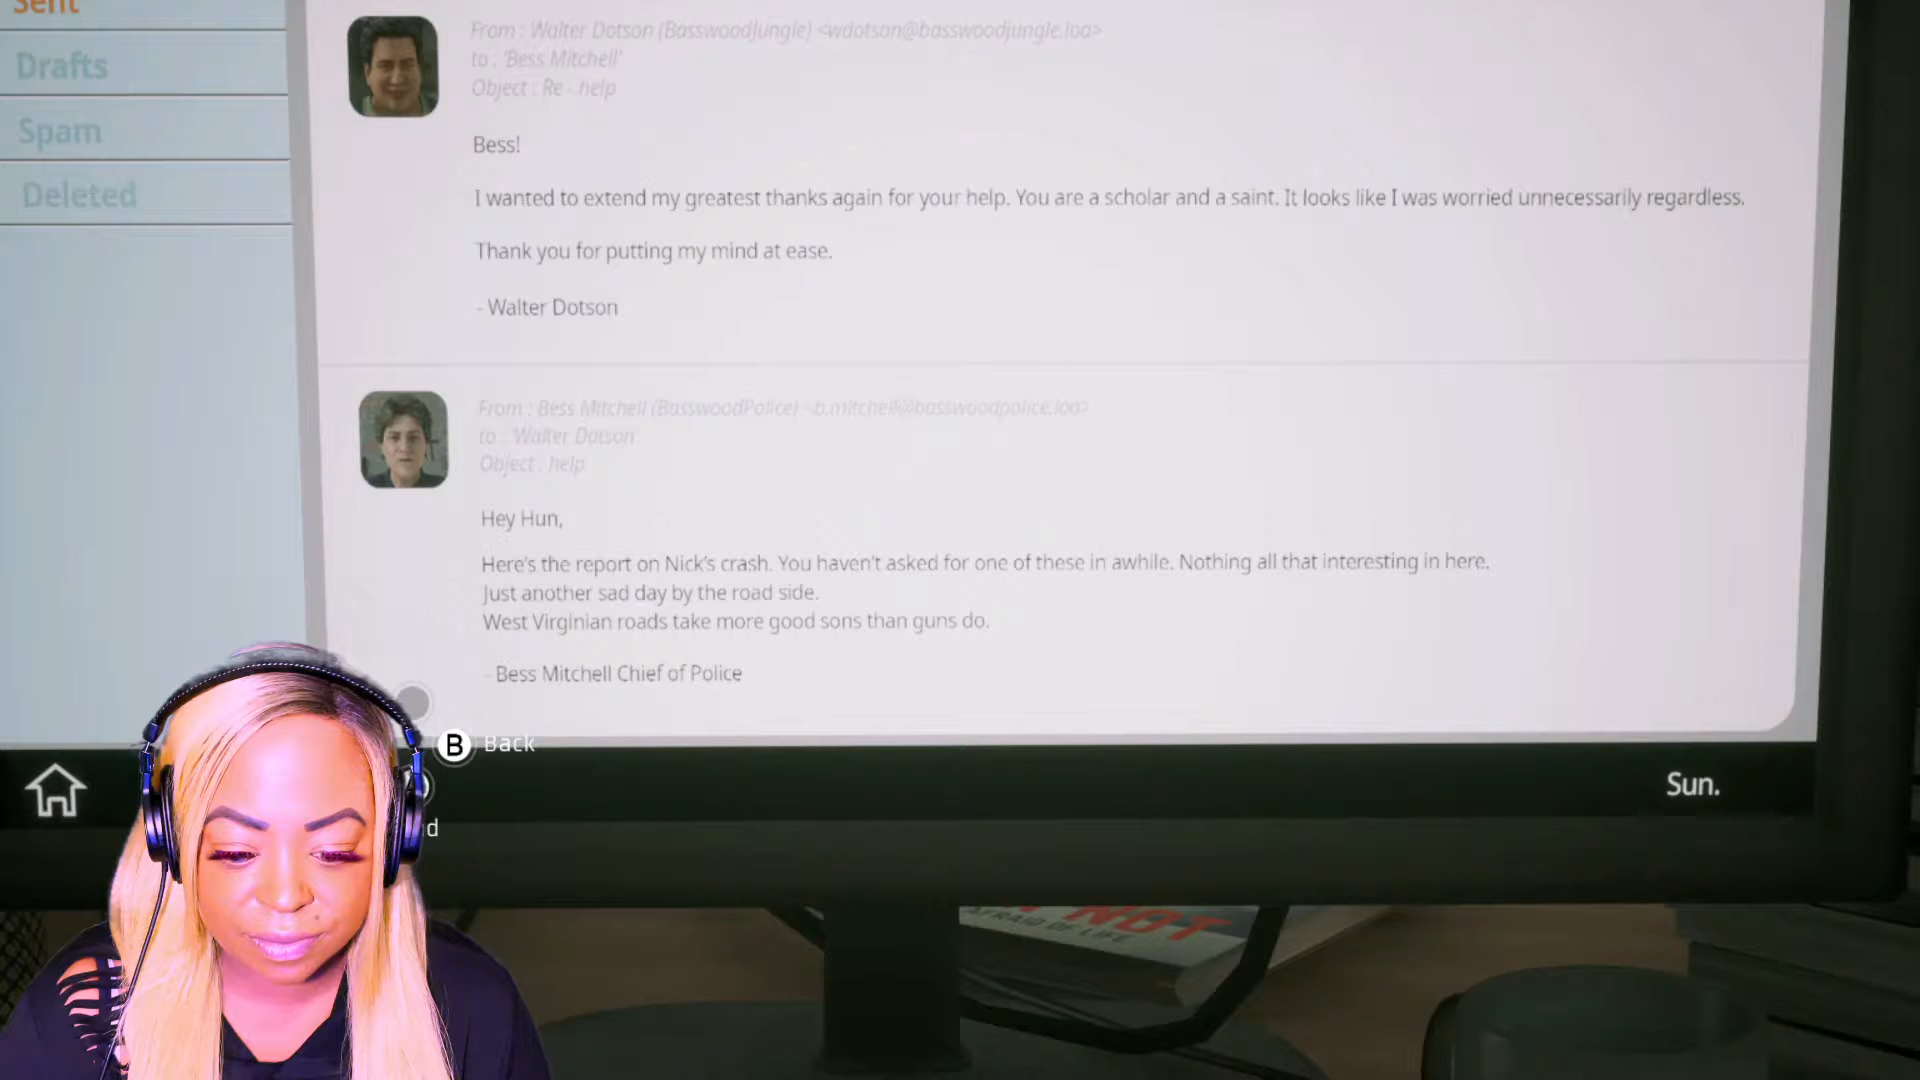 Sent
Drafts
Spam
Deleted
From : Walter Dotson (BasswoodJungle) <wdotson@basswoodjungle.loo>
to : 'Bess Mitchell'
Object : Re - help
Bess!
I wanted to extend my greatest thanks again for your help. You are a scholar and a saint. It looks like I was worried unnecessarily regardless.
Thank you for putting my mind at ease.
- Walter Dotson
From : Bess Mitchell (BasswoodPolice) <b.mitchell@basswoodpolice.loo>
to : 'Walter Dotson'
Object : help
Hey Hun,
Here's the report on Nick's crash. You haven't asked for one of these in awhile. Nothing all that interesting in here.
Just another sad day by the road side.
West Virginian roads take more good sons than guns do.
- Bess Mitchell Chief of Police
B Back
d
Sun.
NOT
AFRAID OF LIFE